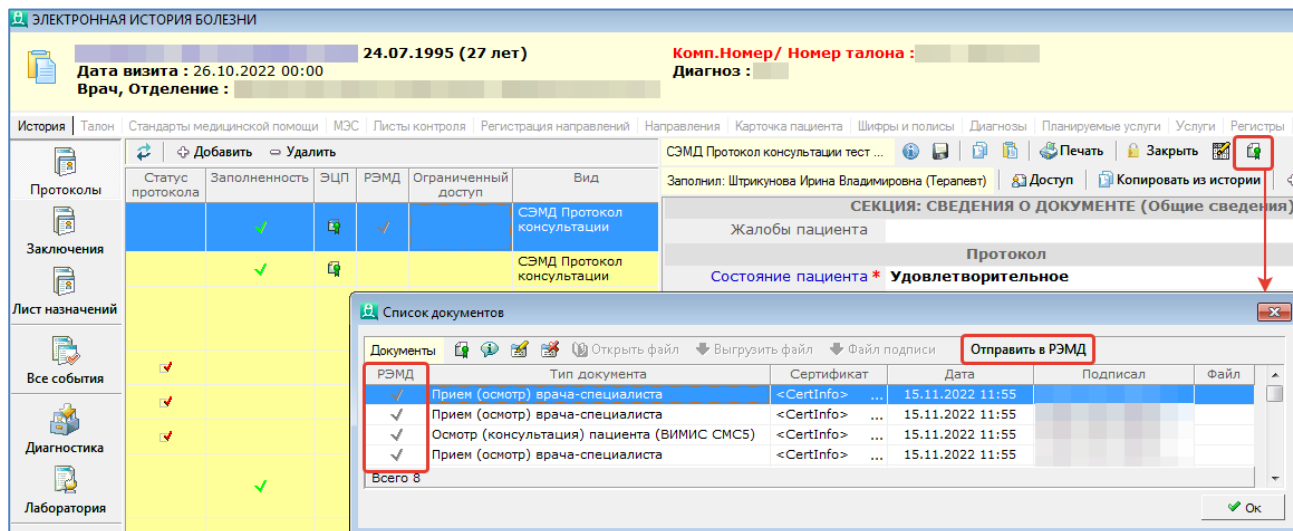 ЭЛЕКТРОННАЯ ИСТОРИЯ БОЛЕЗНИ
24.07.1995 (27 лет)
Комп.Номер/ Номер талона :
Дата визита : 26.10.2022 00:00
Диагноз :
Врач, Отделение :
История Талон Стандарты медицинской помощи МЭС Листы контроля Регистрация направлений Направления Карточка пациента Шифры и полисы Диагнозы Планируемые услуги Услуги Регистры
Добавить Удалить
СЭМД Протокол консультации тест ... Печать Закрыть
Заполнил: Штрикунова Ирина Владимировна (Терапевт) Доступ Копировать из истории
Протоколы
Заключения
Лист назначений
Все события
Диагностика
Лаборатория
Статус протокола Заполненность ЭЦП РЭМД Ограниченный доступ Вид
СЭМД Протокол консультации
СЭМД Протокол консультации
СЕКЦИЯ: СВЕДЕНИЯ О ДОКУМЕНТЕ (Общие сведения)
Жалобы пациента
Протокол
Состояние пациента * Удовлетворительное
Список документов
Документы Открыть файл Выгрузить файл Файл подписи Отправить в РЭМД
РЭМД Тип документа Сертификат Дата Подписал Файл
Прием (осмотр) врача-специалиста <CertInfo> ... 15.11.2022 11:55
Прием (осмотр) врача-специалиста <CertInfo> ... 15.11.2022 11:55
Осмотр (консультация) пациента (ВИМИС СМС5) <CertInfo> ... 15.11.2022 11:55
Прием (осмотр) врача-специалиста <CertInfo> ... 15.11.2022 11:55
Всего 8
Ок